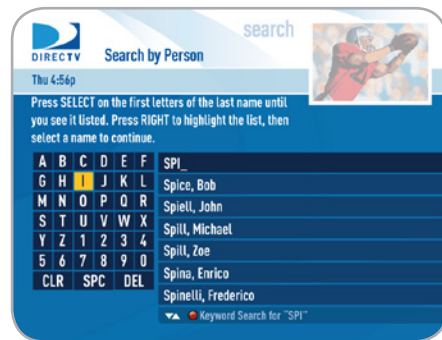 search
DIRECTV
Search by Person
Thu 4:56p
Press SELECT on the first letters of the last name until
you see it listed. Press RIGHT to highlight the list, then
select a name to continue.
A B C D E F
G H I J K L
M N O P Q R
S T U V W X
Y Z 1 2 3 4
5 6 7 8 9 0
CLR SPC DEL
SPI_
Spice, Bob
Spiell, John
Spill, Michael
Spill, Zoe
Spina, Enrico
Spinelli, Frederico
Keyword Search for "SPI"